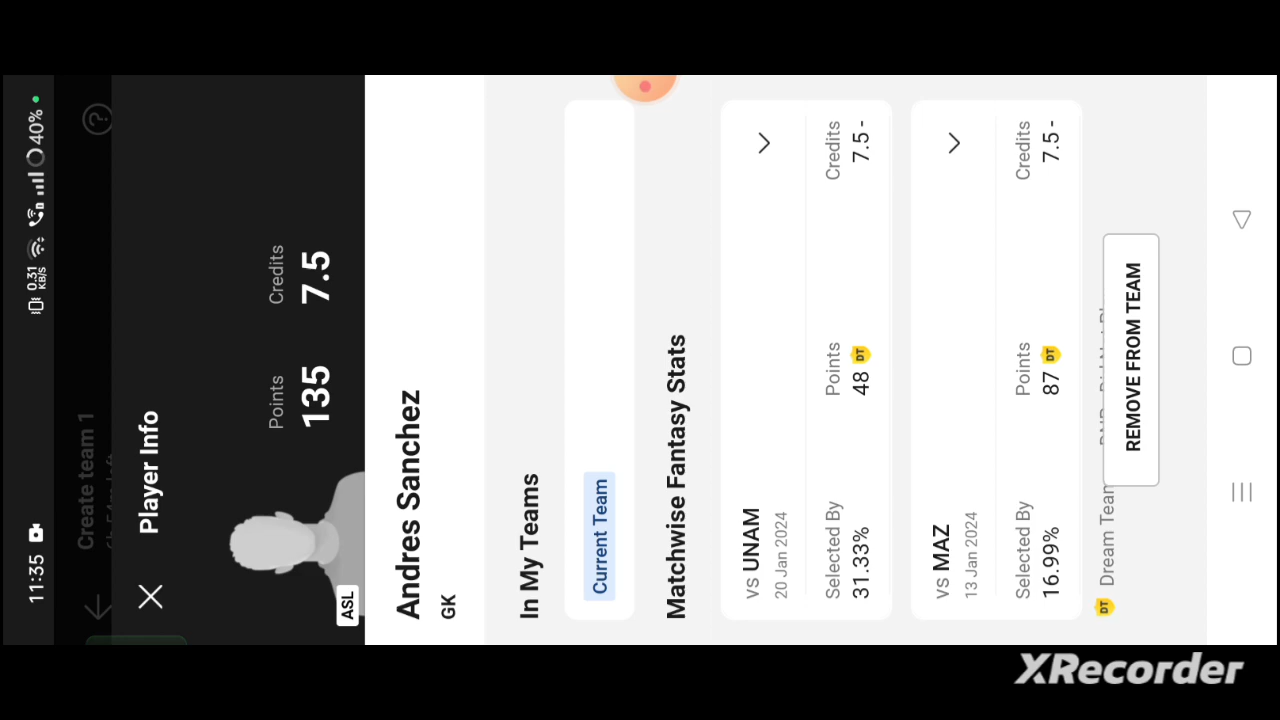 11:35
0.31
KB/S
40%
Create team 1
?
Player Info
Points
Credits
135
7.5
ASL
Andres Sanchez
GK
In My Teams
Current Team
Matchwise Fantasy Stats
vs UNAM
20 Jan 2024
Selected By
Points
Credits
31.33%
48 DT
7.5 -
vs MAZ
13 Jan 2024
Selected By
Points
Credits
16.99%
87 DT
7.5 -
DT Dream Team
REMOVE FROM TEAM
XRecorder